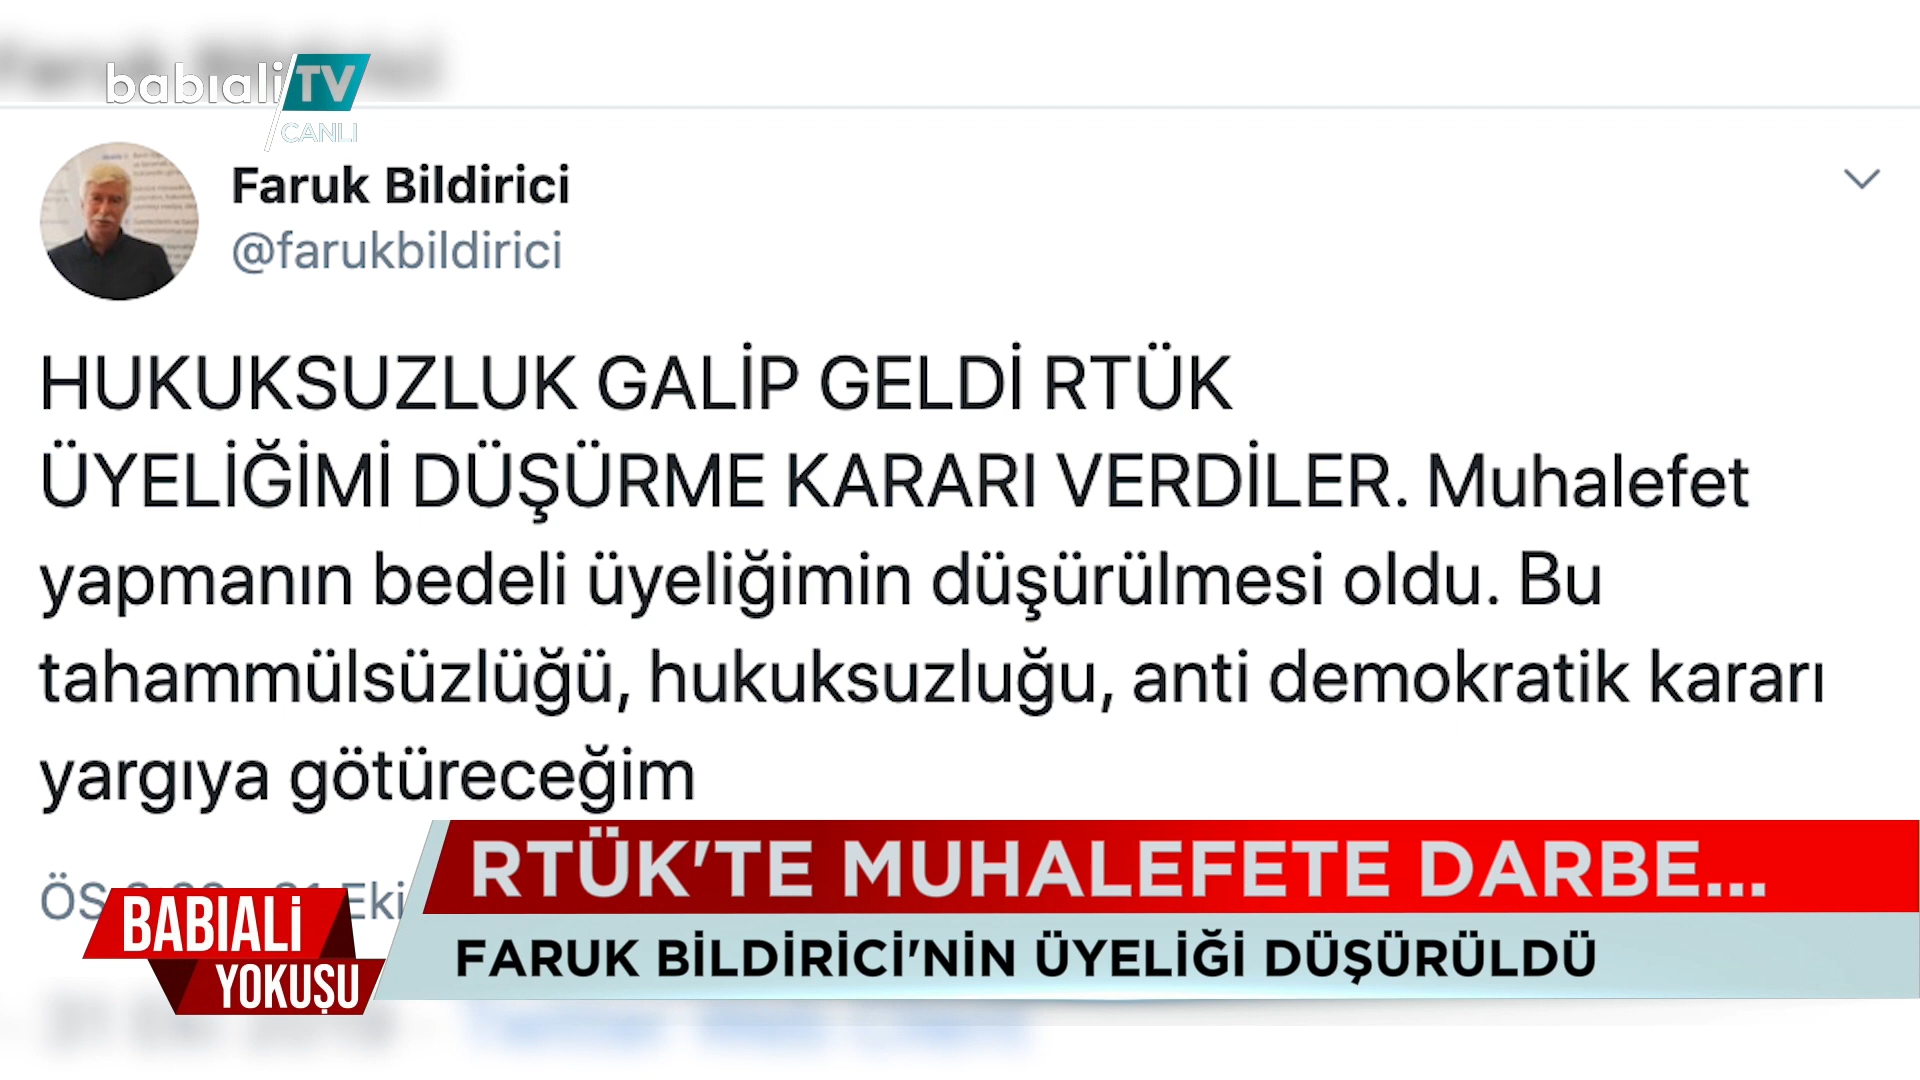 babıali TV
CANLI
Faruk Bildirici
@farukbildirici
HUKUKSUZLUK GALİP GELDİ RTÜK
ÜYELİĞİMİ DÜŞÜRME KARARI VERDİLER. Muhalefet
yapmanın bedeli üyeliğimin düşürülmesi oldu. Bu
tahammülsüzlüğü, hukuksuzluğu, anti demokratik kararı
yargıya götüreceğim
ÖS Eki
RTÜK'TE MUHALEFETE DARBE...
BABIALİ
YOKUŞU
FARUK BİLDİRİCİ'NİN ÜYELİĞİ DÜŞÜRÜLDÜ